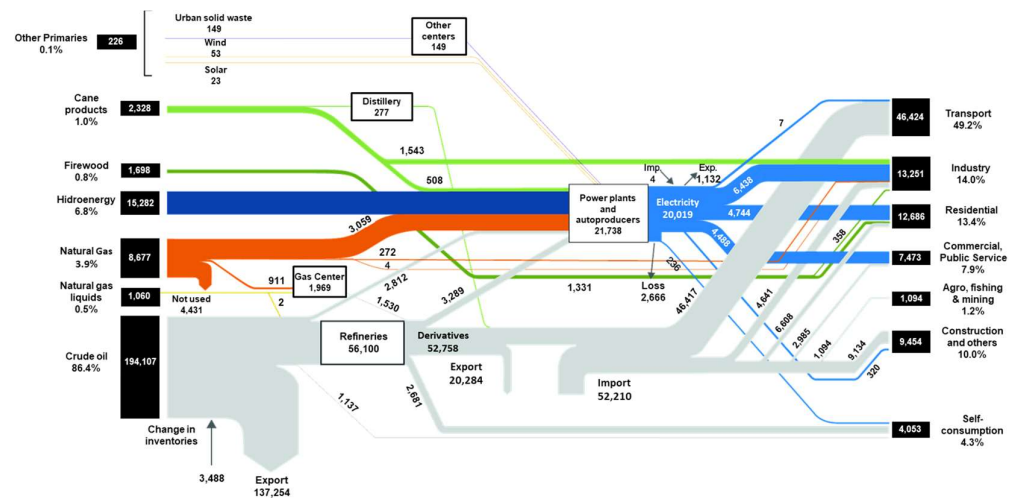 Urban solid waste
149
Other Primaries
0.1%
226
Wind
53
Solar
23
Other
centers
149
Cane
products
1.0%
2,328
Distillery
277
1,543
508
Firewood
0.8%
1,698
Hidroenergy
6.8%
15,282
3,059
Natural Gas
3.9%
8,677
272
4
Natural gas
liquids
0.5%
1,060
Not used
4,431
911
2
Gas Center
1,969
1,530
2,812
3,289
1,331
Crude oil
86.4%
194,107
Refineries
56,100
Derivatives
52,758
Export
20,284
Import
52,210
2,681
1,137
Change in
inventories
3,488
Export
137,254
Power plants
and
autoproducers
21,738
Imp.
4
Exp.
1,132
Electricity
20,019
Loss
2,666
7
6,438
4,744
4,488
236
358
46,417
4,641
6,608
2,985
1,094
9,134
320
46,424
Transport
49.2%
13,251
Industry
14.0%
12,686
Residential
13.4%
7,473
Commercial,
Public Service
7.9%
1,094
Agro, fishing
& mining
1.2%
9,454
Construction
and others
10.0%
4,053
Self-
consumption
4.3%